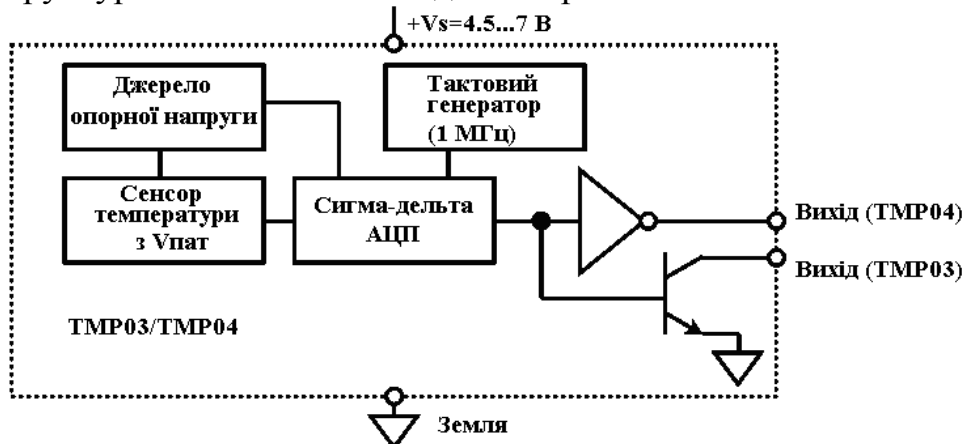 +Vs=4.5...7 В
Джерело
опорної напруги
Тактовий
генератор
(1 МГц)
Сенсор
температури
з Vпат
Сигма-дельта
АЦП
Вихід (TMP04)
Вихід (TMP03)
TMP03/TMP04
Земля